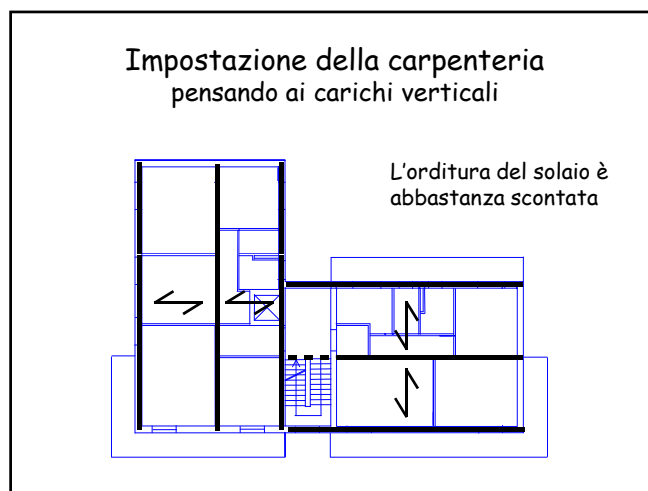 Impostazione della carpenteria
pensando ai carichi verticali
L'orditura del solaio è
abbastanza scontata